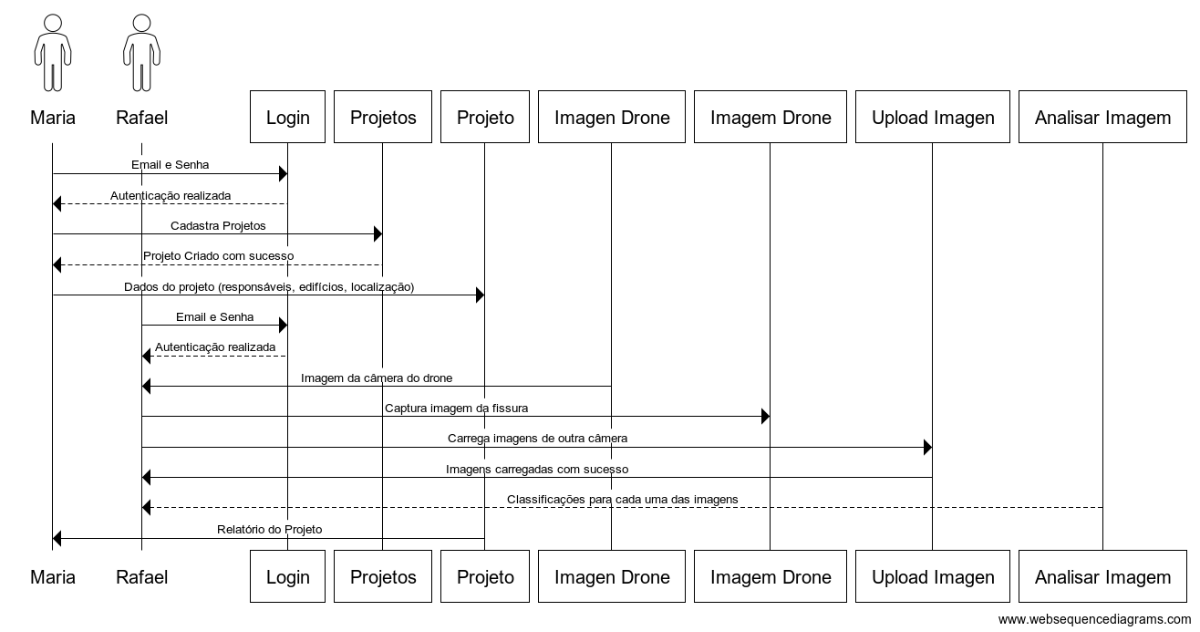 Maria
Rafael
Login
Projetos
Projeto
Imagen Drone
Imagem Drone
Upload Imagen
Analisar Imagem
Email e Senha
Autenticação realizada
Cadastra Projetos
Projeto Criado com sucesso
Dados do projeto (responsáveis, edifícios, localização)
Email e Senha
Autenticação realizada
Imagem da câmera do drone
Captura imagem da fissura
Carrega imagens de outra câmera
Imagens carregadas com sucesso
Classificações para cada uma das imagens
Relatório do Projeto
Maria
Rafael
Login
Projetos
Projeto
Imagen Drone
Imagem Drone
Upload Imagen
Analisar Imagem
www.websequencediagrams.com